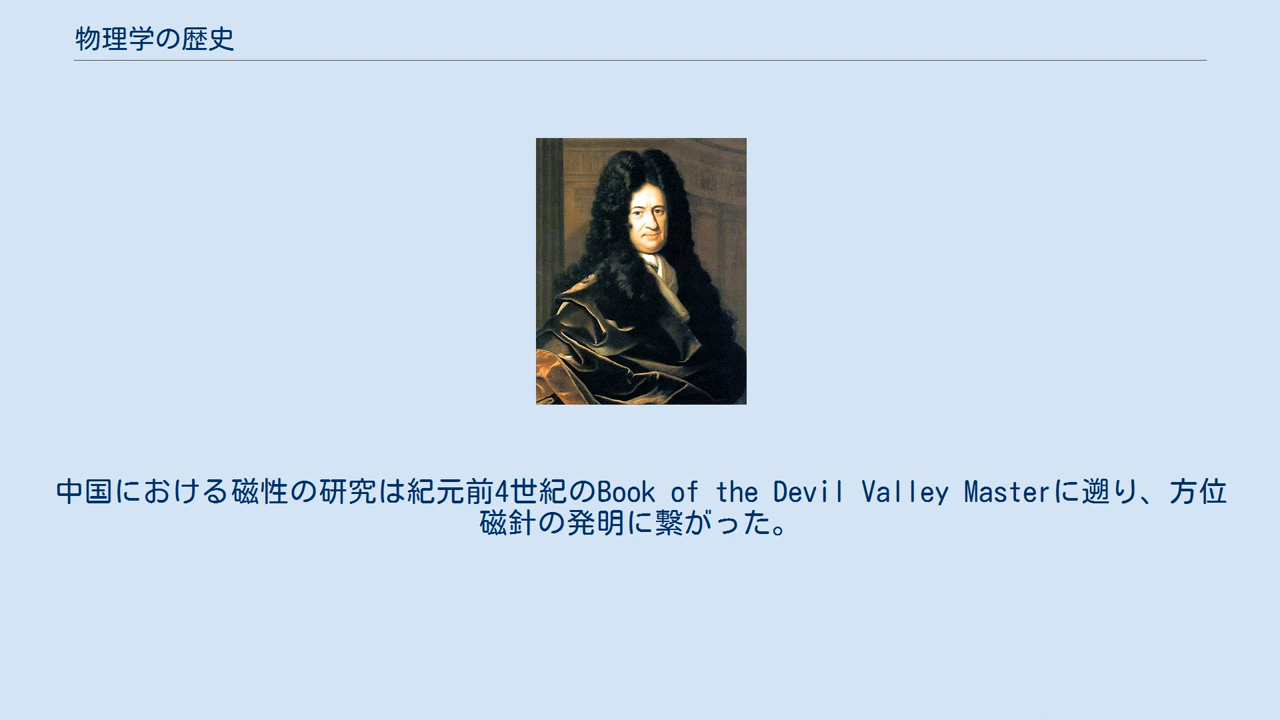 物理学の歴史
中国における磁性の研究は紀元前4世紀のBook of the Devil Valley Masterに遡り、方位
磁針の発明に繋がった。